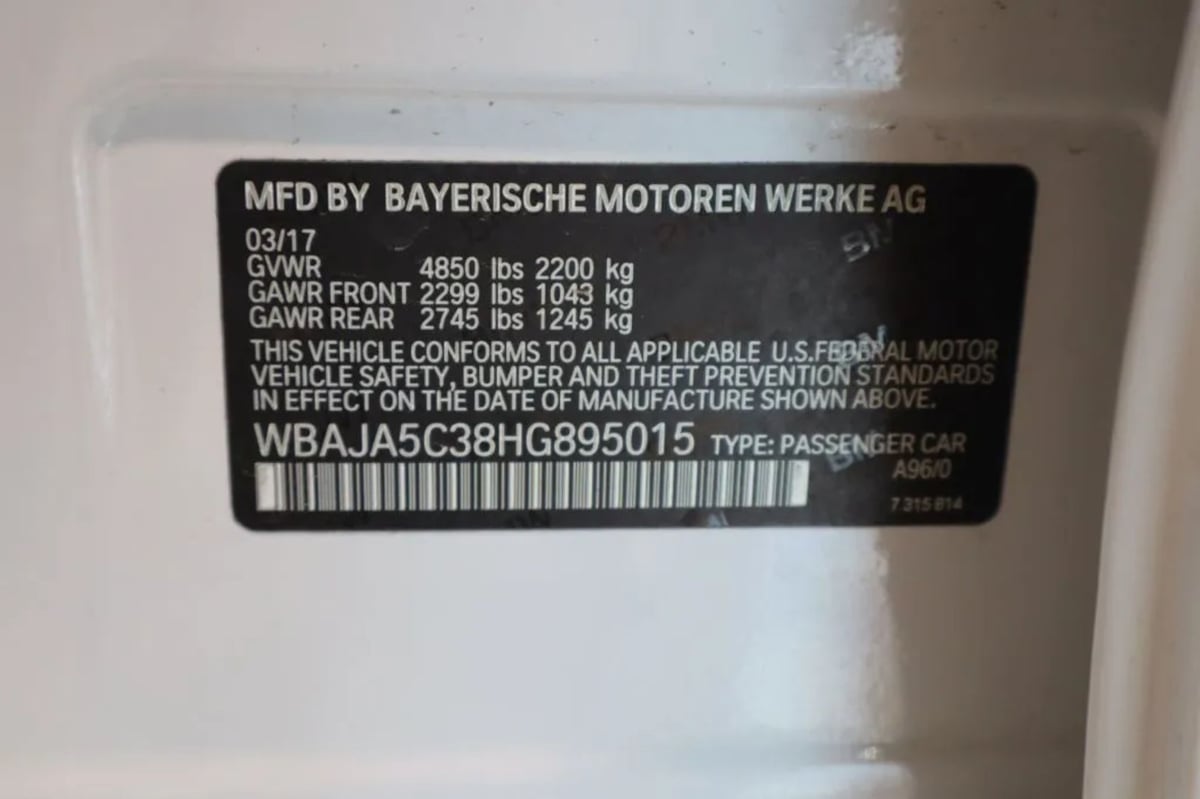 MFD BY BAYERISCHE MOTOREN WERKE AG
03/17
GVWR 4850 lbs 2200 kg
GAWR FRONT 2299 lbs 1043 kg
GAWR REAR 2745 lbs 1245 kg
THIS VEHICLE CONFORMS TO ALL APPLICABLE U.S.FEDERAL MOTOR
VEHICLE SAFETY, BUMPER AND THEFT PREVENTION STANDARDS
IN EFFECT ON THE DATE OF MANUFACTURE SHOWN ABOVE.
WBAJA5C38HG895015 TYPE: PASSENGER CAR
A96/0
7.315 814